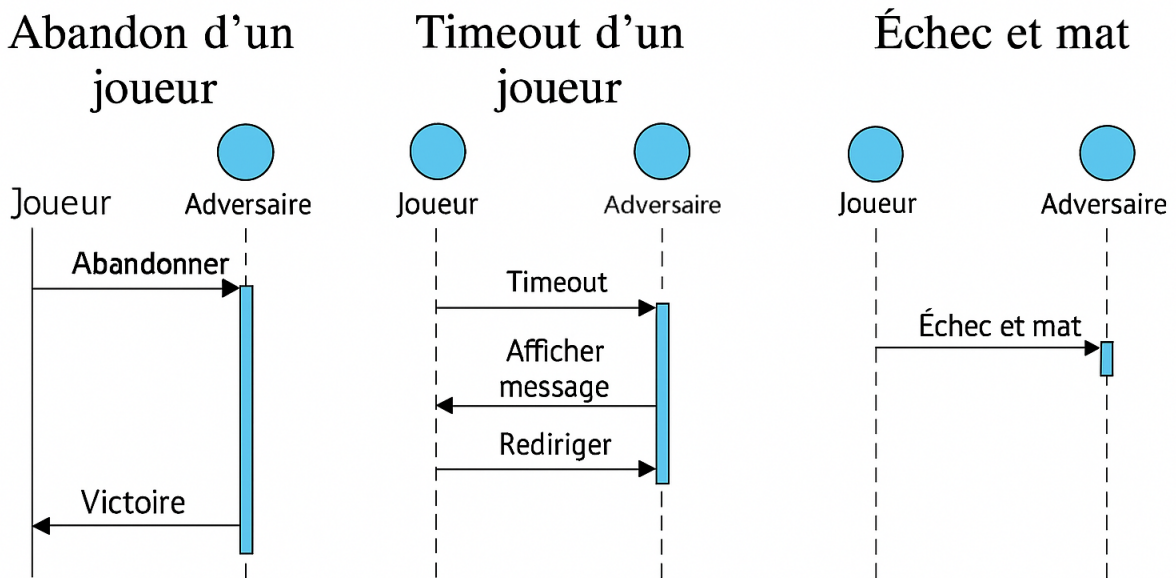 Abandon d’un
joueur
Joueur
Adversaire
Abandonner
Victoire
Timeout d’un
joueur
Joueur
Adversaire
Timeout
Afficher
message
Rediriger
Échec et mat
Joueur
Adversaire
Échec et mat